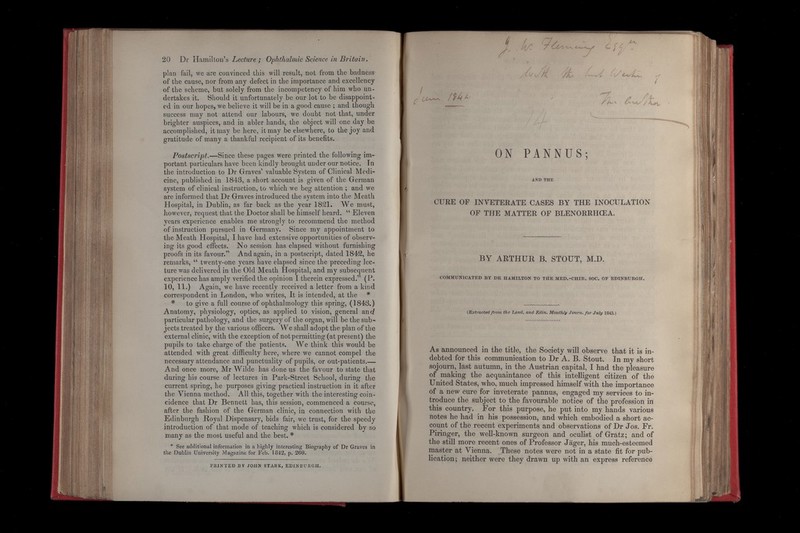 20 Dr Hamilton's Lecture; Ophthalmic Science in Britain.
plan fail, we are convinced this will result, not from the badness
of the cause, nor from any defect in the importance and excellency
of the scheme, but solely from the incompetency of him who un-
dertakes it. Should it unfortunately be our lot to be disappoint-
ed in our hopes, we believe it will be in a good cause; and though
success may not attend our labours, we doubt not that, under
brighter auspices, and in abler hands, the object will one day be
accomplished, it may be here, it may be elsewhere, to the joy and
gratitude of many a thankful recipient of its benefits.
Postscript.—Since these pages were printed the following im-
portant particulars have been kindly brought under our notice. In
the introduction to Dr Graves' valuable System of Clinical Medi-
cine, published in 1843, a short account is given of the German
system of clinical instruction, to which we beg attention; and we
are informed that Dr Graves introduced the system into the Meath
Hospital, in Dublin, as far back as the year 1821. We must,
however, request that the Doctor shall be himself heard. " Eleven
years experience enables me strongly to recommend the method
of instruction pursued in Germany. Since my appointment to
the Meath Hospital, I have had extensive opportunities of observ-
ing its good effects. No session has elapsed without furnishing
proofs in its favour." And again, in a postscript, dated 1842, he
remarks, " twenty-one years have elapsed since the preceding lec-
ture was delivered in the Old Meath Hospital, and my subsequent
experience has amply verified the opinion I therein expressed." (P.
10, 11.) Again, we have recently received a letter from a kind
correspondent in London, who writes, It is intended, at the *
* to give a full course of ophthalmology this spring, (1843.)
Anatomy, physiology, optics, as applied to vision, general and
particular pathology, and the surgery of the organ, will be the sub-
jects treated by the various officers. We shall adopt the plan of the
external clinic, with the exception of not permitting (at present) the
pupils to take charge of the patients. We think this would be
attended with great difficulty here, where we cannot compel the
necessary attendance and punctuality of pupils, or out-patients.—
And once more, Mr Wilde has done us the favour to state that
during his course of lectures in Park-Street School, during the
current spring, he purposes giving practical instruction in it after
the Vienna method. All this, together with the interesting coin-
cidence that Dr Bennett has, this session, commenced a course,
after the fashion of the German clinic, in connection with the
Edinburgh Royal Dispensary, bids fair, we trust, for the speedy
introduction of that mode of teaching which is considered by so
many as the most useful and the best. *
* See additional information in a highly interesting Biography of Dr Graves in
the Dublin University Magazine for Feb. 1842, p. 266.
PRINTED BY JOHN STARK, EDINBURGH.
Fleming Esqr
with the best
The Author
1844
ON PANNUS;
AND THE
CURE OF INVETERATE CASES BY THE INOCULATION
OF THE MATTER OF BLENORRHŒA.
BY ARTHUR B. STOUT, M.D.
COMMUNICATED BY DR HAMILTON TO THE MED.-CHIR. SOC. OF EDINBURGH.
(Extracted from the Lond. and Edin. Monthly Journ. for July 1843.)
As announced in the title, the Society will observe that it is in-
debted for this communication to Dr A. B. Stout. In my short
sojourn, last autumn, in the Austrian capital, I had the pleasure
of making the acquaintance of this intelligent citizen of the
United States, who, much impressed himself with the importance
of a new cure for inveterate pannus, engaged my services to in-
troduce the subject to the favourable notice of the profession in
this country. For this purpose, he put into my hands various
notes he had in his possession, and which embodied a short ac-
count of the recent experiments and observations of Dr Jos. Fr.
Piringer, the well-known surgeon and oculist of Gratz; and of
the still more recent ones of Professor Jäger, his much-esteemed
master at Vienna. These notes were not in a state fit for pub-
lication; neither were they drawn up with an express reference